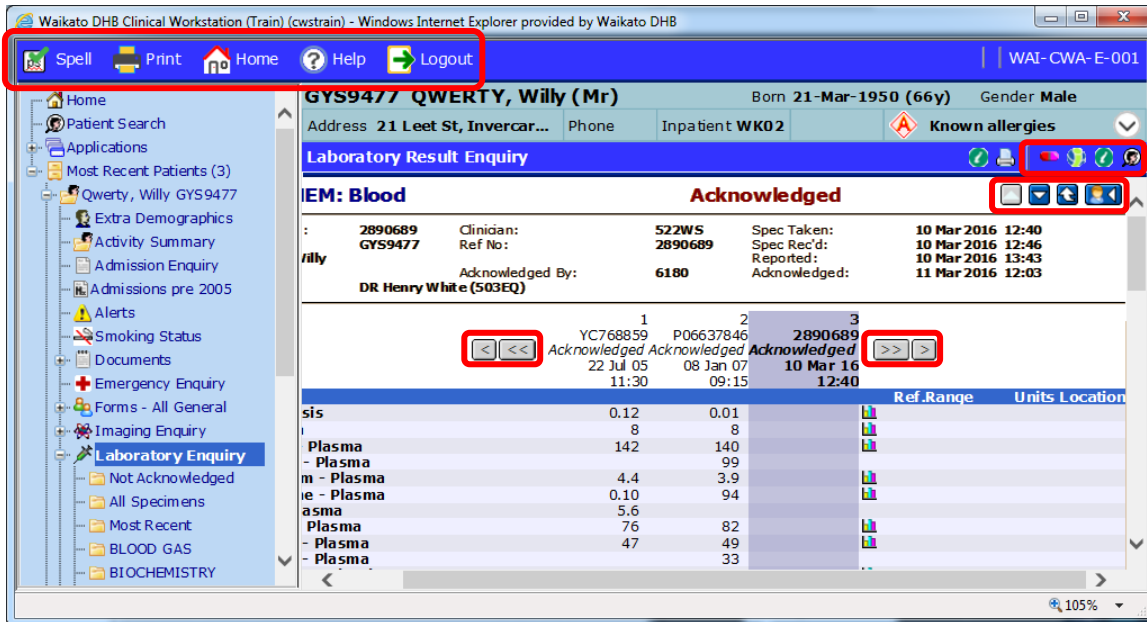 Waikato DHB Clinical Workstation (Train) (cwstrain) - Windows Internet Explorer provided by Waikato DHB
Spell Print Home Help Logout WAI-CWA-E-001
Home
Patient Search
Applications
Most Recent Patients (3)
Qwerty, Willy GYS9477
Extra Demographics
Activity Summary
Admission Enquiry
Admissions pre 2005
Alerts
Smoking Status
Documents
Emergency Enquiry
Forms - All General
Imaging Enquiry
Laboratory Enquiry
Not Acknowledged
All Specimens
Most Recent
BLOOD GAS
BIOCHEMISTRY
GYS9477 QWERTY, Willy (Mr) Born 21-Mar-1950 (66y) Gender Male
Address 21 Leet St, Invercar... Phone Inpatient WK02 A Known allergies
Laboratory Result Enquiry
IEM: Blood Acknowledged
: 2890689 Clinician: 522WS Spec Taken: 10 Mar 2016 12:40
GYS9477 Ref No: 2890689 Spec Rec'd: 10 Mar 2016 12:46
Willy Reported: 10 Mar 2016 13:43
Acknowledged By: 6180 Acknowledged: 11 Mar 2016 12:03
DR Henry White (503EQ)
1 2 3
YC768859 P06637846 2890689
< << Acknowledged Acknowledged Acknowledged >> >
22 Jul 05 08 Jan 07 10 Mar 16
11:30 09:15 12:40
Ref.Range Units Location
sis 0.12 0.01
8 8
Plasma 142 140
- Plasma 99
m - Plasma 4.4 3.9
ne - Plasma 0.10 94
asma 5.6
Plasma 76 82
- Plasma 47 49
- Plasma 33
105%